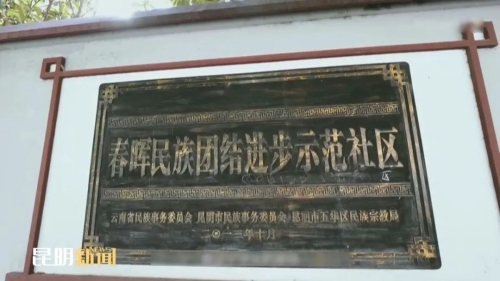 春晖民族团结进步示范社区
云南省民族事务委员会 昆明市民族事务委员会 昆明市五华区民族宗教局
二〇一三年十月
昆明新闻
NEWS